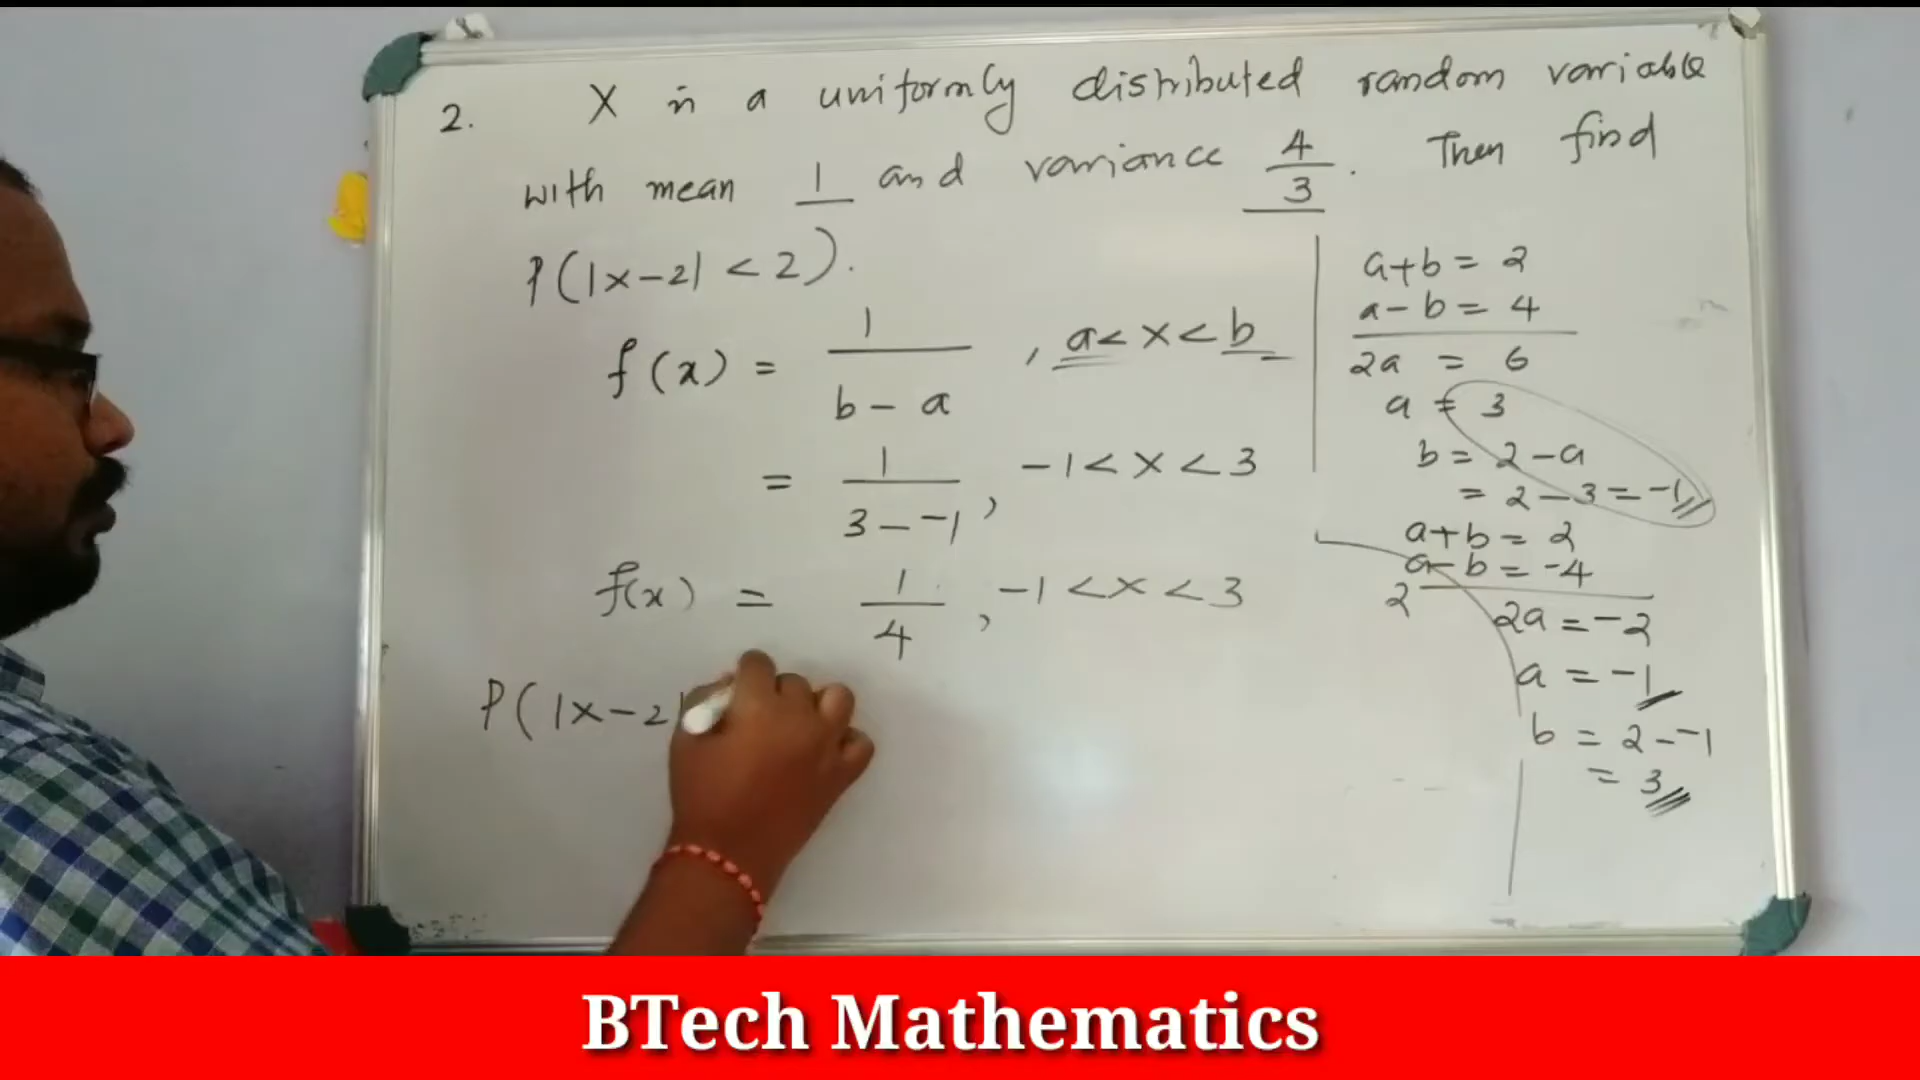 2. X is a uniformly distributed random variable
with mean 1 and variance 4/3. Then find
P(|X-2| < 2).
f(x) = 1/(b-a), a< x < b
= 1/(3--1), -1< x < 3
f(x) = 1/4, -1 < x < 3
P(|X-2|
a+b = 2
a-b = 4
2a = 6
a = 3
b = 2-a
= 2-3 = -1
a+b = 2
a-b = -4
2
2a = -2
a = -1
b = 2--1
= 3
BTech Mathematics